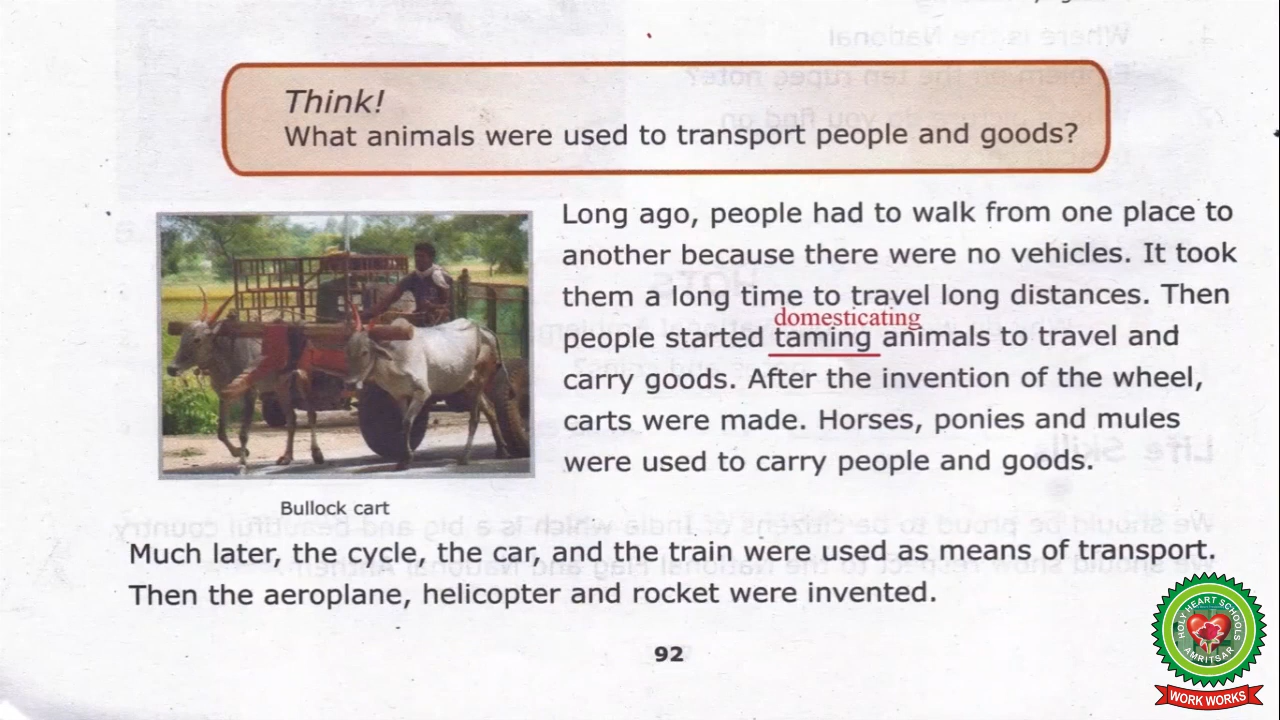 Think!
What animals were used to transport people and goods?
Long ago, people had to walk from one place to
another because there were no vehicles. It took
them a long time to travel long distances. Then
domesticating
people started taming animals to travel and
carry goods. After the invention of the wheel,
carts were made. Horses, ponies and mules
were used to carry people and goods.
Bullock cart
Much later, the cycle, the car, and the train were used as means of transport.
Then the aeroplane, helicopter and rocket were invented.
92
HOLY HEART SCHOOLS
AMRITSAR
WORK WORKS